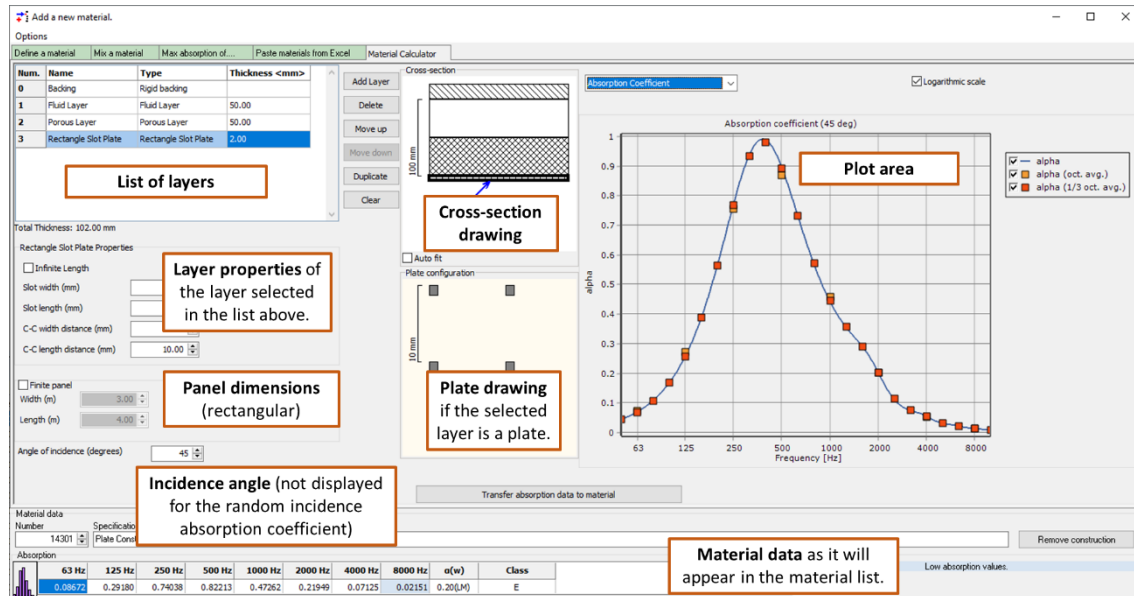 Add a new material.
Options
Define a material Mix a material Max absorption of.... Paste materials from Excel Material Calculator
Num. Name Type Thickness <mm>
0 Backing Rigid backing
1 Fluid Layer Fluid Layer 50.00
2 Porous Layer Porous Layer 50.00
3 Rectangle Slot Plate Rectangle Slot Plate 2.00
List of layers
Total Thickness: 102.00 mm
Add Layer
Delete
Move up
Move down
Duplicate
Clear
Cross-section
100 mm
Cross-section
drawing
Auto fit
Rectangle Slot Plate Properties
Infinite Length
Slot width (mm)
Slot length (mm)
C-C width distance (mm)
C-C length distance (mm) 10.00
Layer properties of
the layer selected
in the list above.
Finite panel
Width (m) 3.00
Length (m) 4.00
Panel dimensions
(rectangular)
Angle of incidence (degrees) 45
Incidence angle (not displayed
for the random incidence
absorption coefficient)
Plate configuration
10 mm
Plate drawing
if the selected
layer is a plate.
Absorption Coefficient
Logarithmic scale
Absorption coefficient (45 deg)
Plot area
alpha
alpha (oct. avg.)
alpha (1/3 oct. avg.)
1
0.9
0.8
0.7
0.6
0.5
0.4
0.3
0.2
0.1
0
alpha
63 125 250 500 1000 2000 4000 8000
Frequency [Hz]
Transfer absorption data to material
Material data
Number
14301
Plate Const
Remove construction
Material data as it will
appear in the material list.
Absorption
63 Hz 125 Hz 250 Hz 500 Hz 1000 Hz 2000 Hz 4000 Hz 8000 Hz α(w) Class
0.08672 0.29180 0.74038 0.82213 0.47262 0.21949 0.07125 0.02151 0.20(LM) E
Low absorption values.